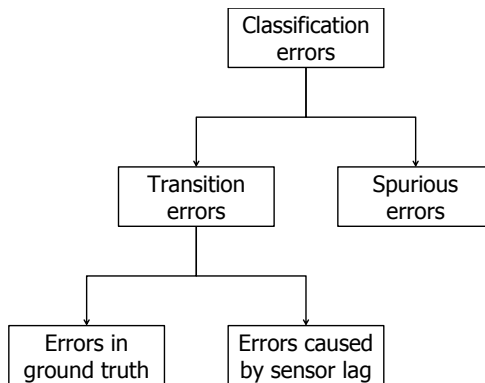 Classification
errors
Transition
errors
Spurious
errors
Errors in
ground truth
Errors caused
by sensor lag